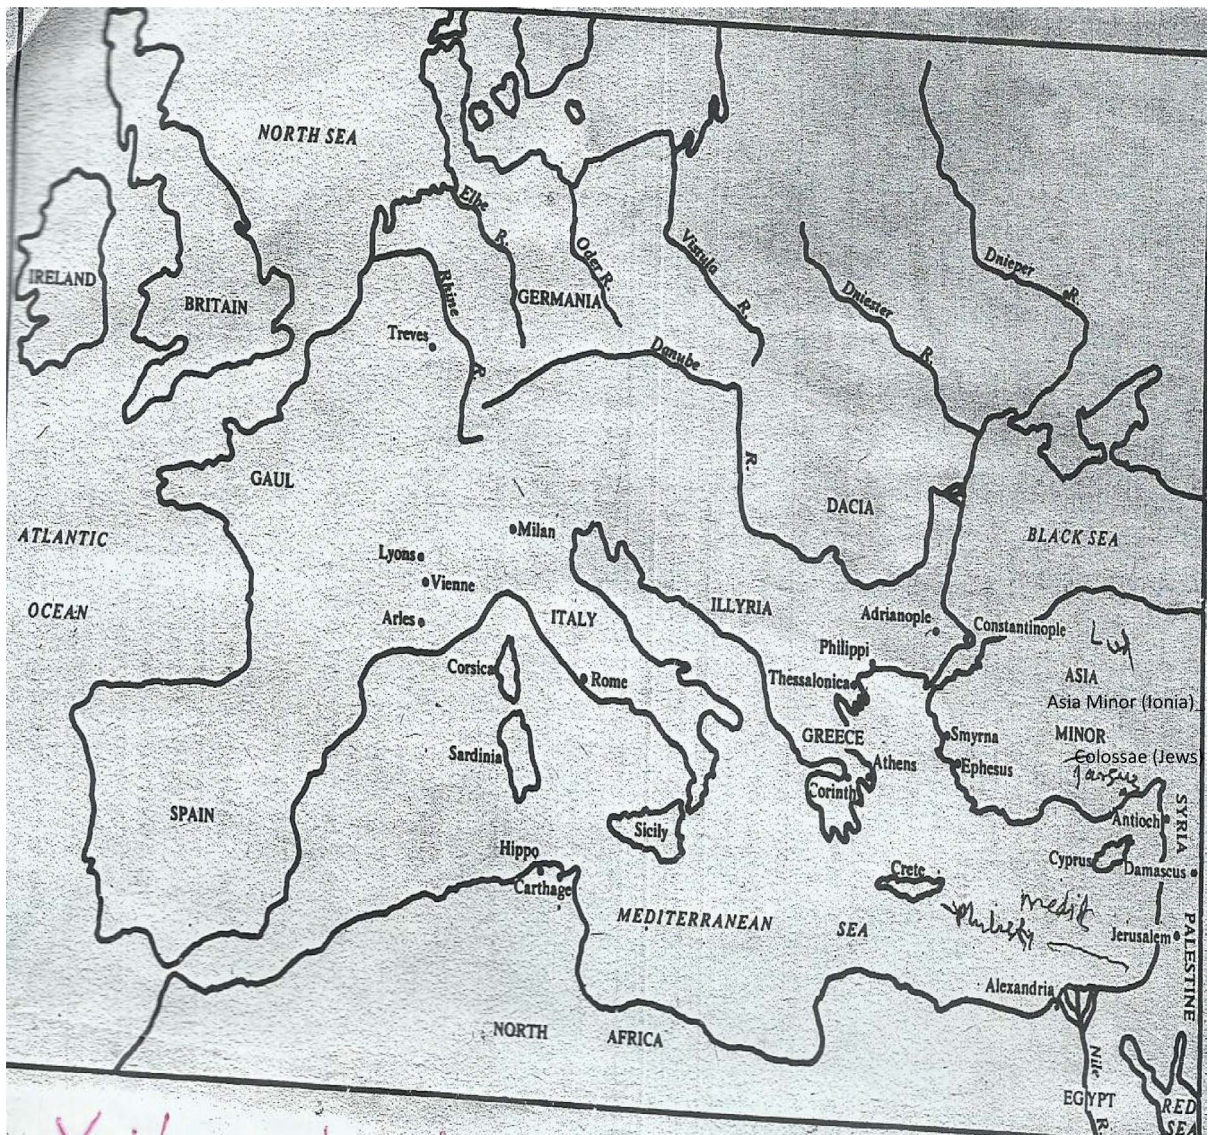 NORTH SEA
IRELAND
BRITAIN
Elbe
R.
Oder R.
GERMANIA
Vistula
R.
Dniester
R.
Dnieper
R.
Rhine
R.
Treves
Danube
R.
GAUL
DACIA
BLACK SEA
ATLANTIC
OCEAN
Milan
Lyons
Vienne
Arles
ITALY
ILLYRIA
Adrianople
Constantinople
Philippi
Corsica
Rome
Thessalonica
ASIA
Asia Minor (Ionia)
MINOR
Sardinia
GREECE
Smyrna
Colossae (Jews)
Athens
Ephesus
Corinth
SPAIN
Sicily
Antioch
SYRIA
Hippo
Carthage
Crete
Cyprus
Damascus
MEDITERRANEAN
SEA
Jerusalem
PALESTINE
Alexandria
NORTH
AFRICA
Nile
R.
EGYPT
RED
SEA